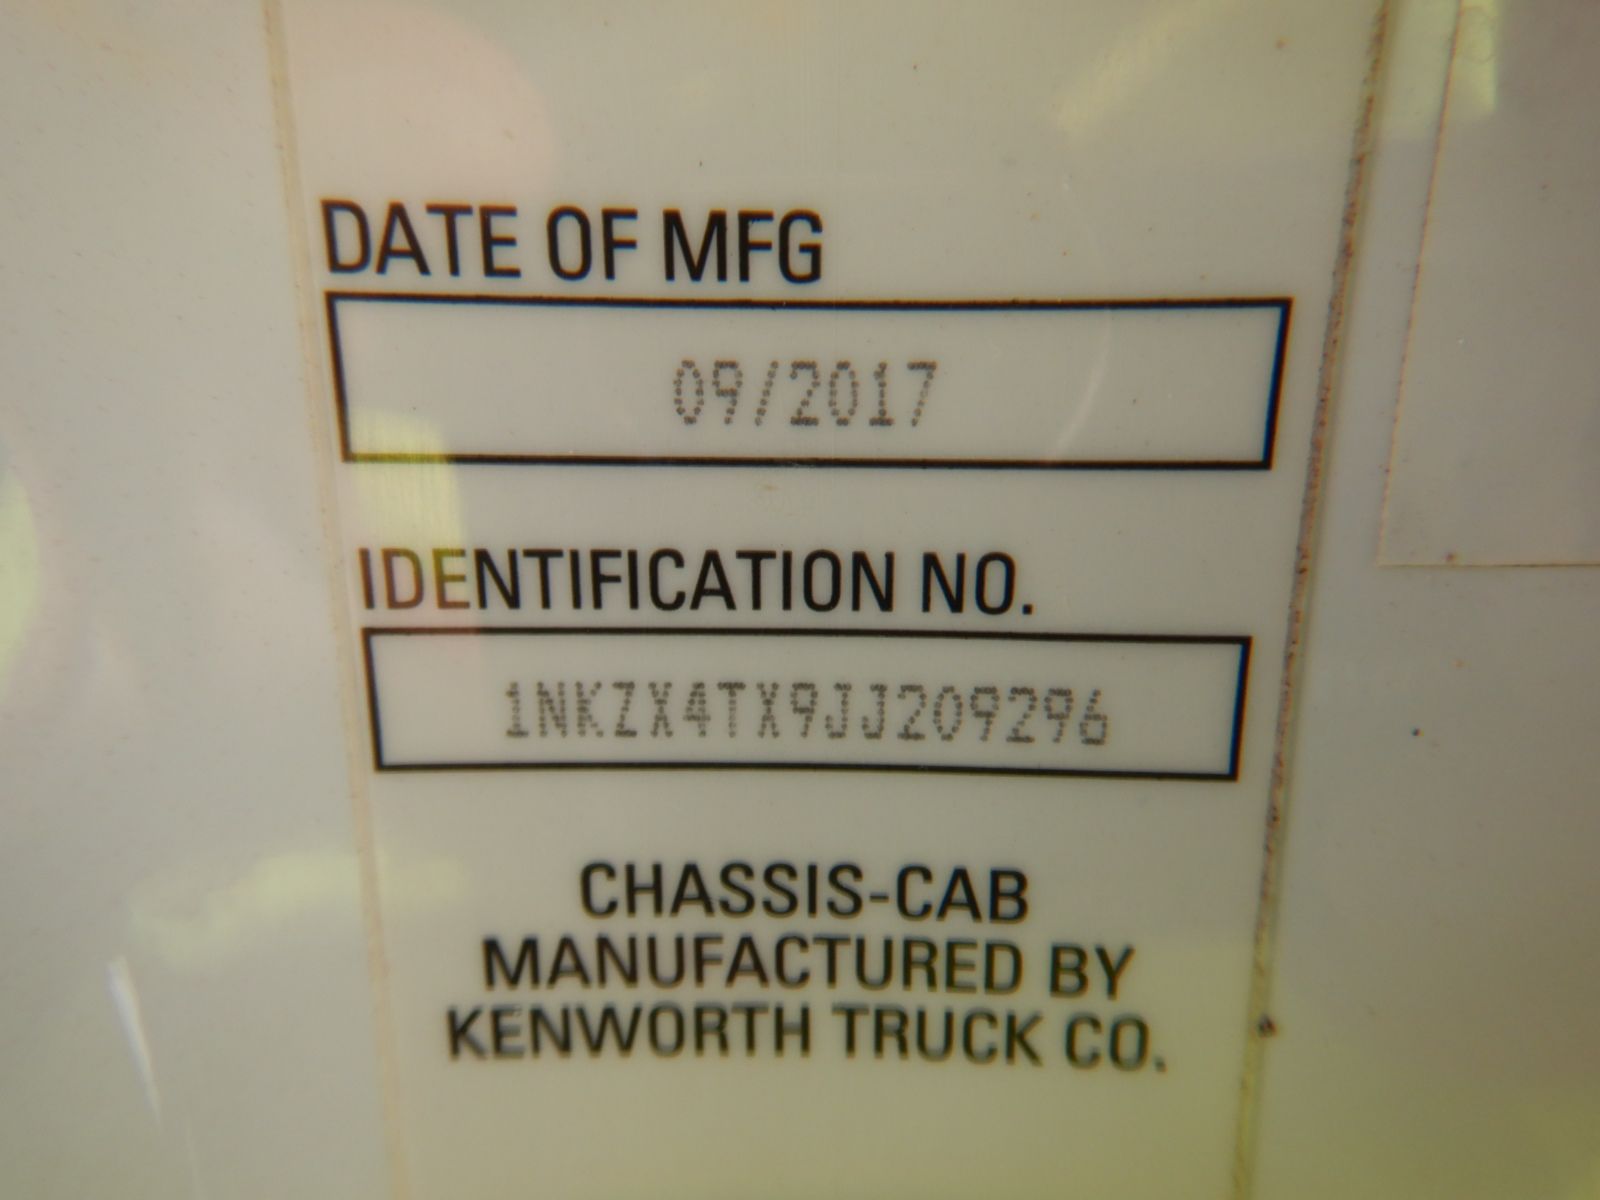 DATE OF MFG
09/2017
IDENTIFICATION NO.
1NKZX4TX9JJ209296
CHASSIS-CAB
MANUFACTURED BY
KENWORTH TRUCK CO.